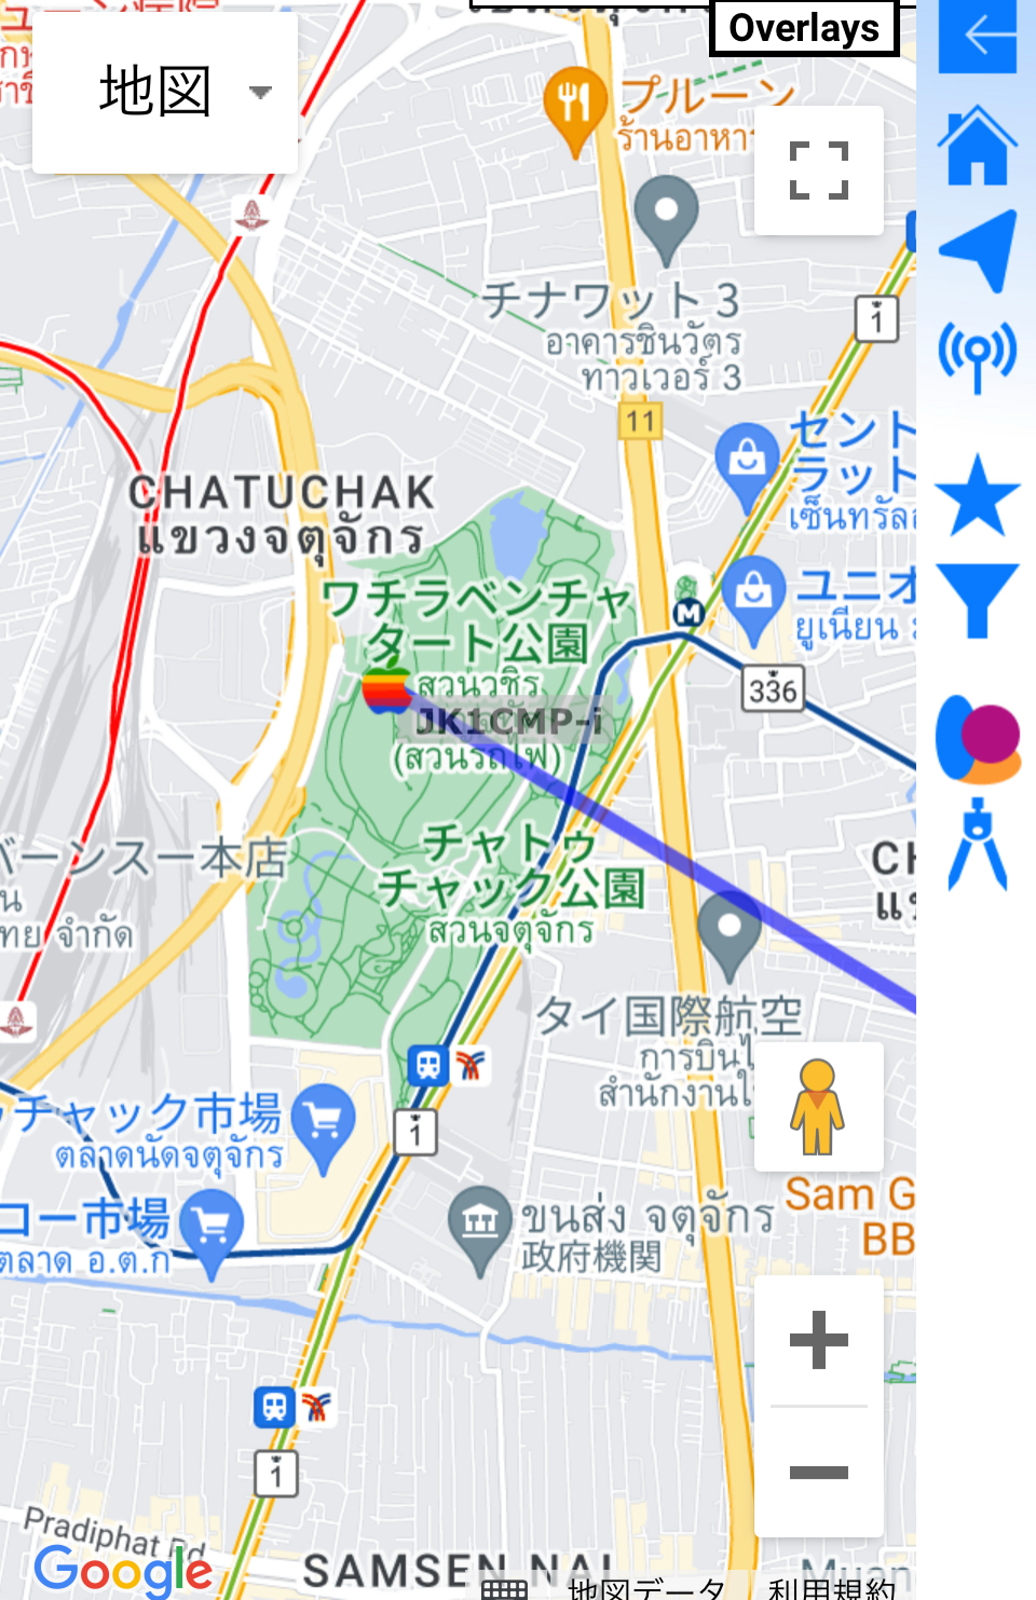 Overlays
地図
プルーン
ร้านอาหาร
チナワット 3
อาคารชินวัตร
ทาวเวอร์ 3
1
11
セント
ラット
เซ็นทรัล
CHATUCHAK
แขวงจตุจักร
ユニオ
ยูเนียน
M
336
ワチラベンチャ
タート公園
สวนวชิร
JK1CMP-i
(สวนรถไฟ)
チャトゥ
チャック公園
สวนจตุจักร
バーンスー本店
ทย จำกัด
タイ国際航空
การบินไ
สำนักงานใ
チャック市場
ตลาดนัดจตุจักร
1
コー市場
ตลาด อ.ต.ก
ขนส่ง จตุจักร
政府機関
Sam G
BB
1
Pradiphat Rd
Google
SAMSEN NAI
Muan
地図データ
利用規約